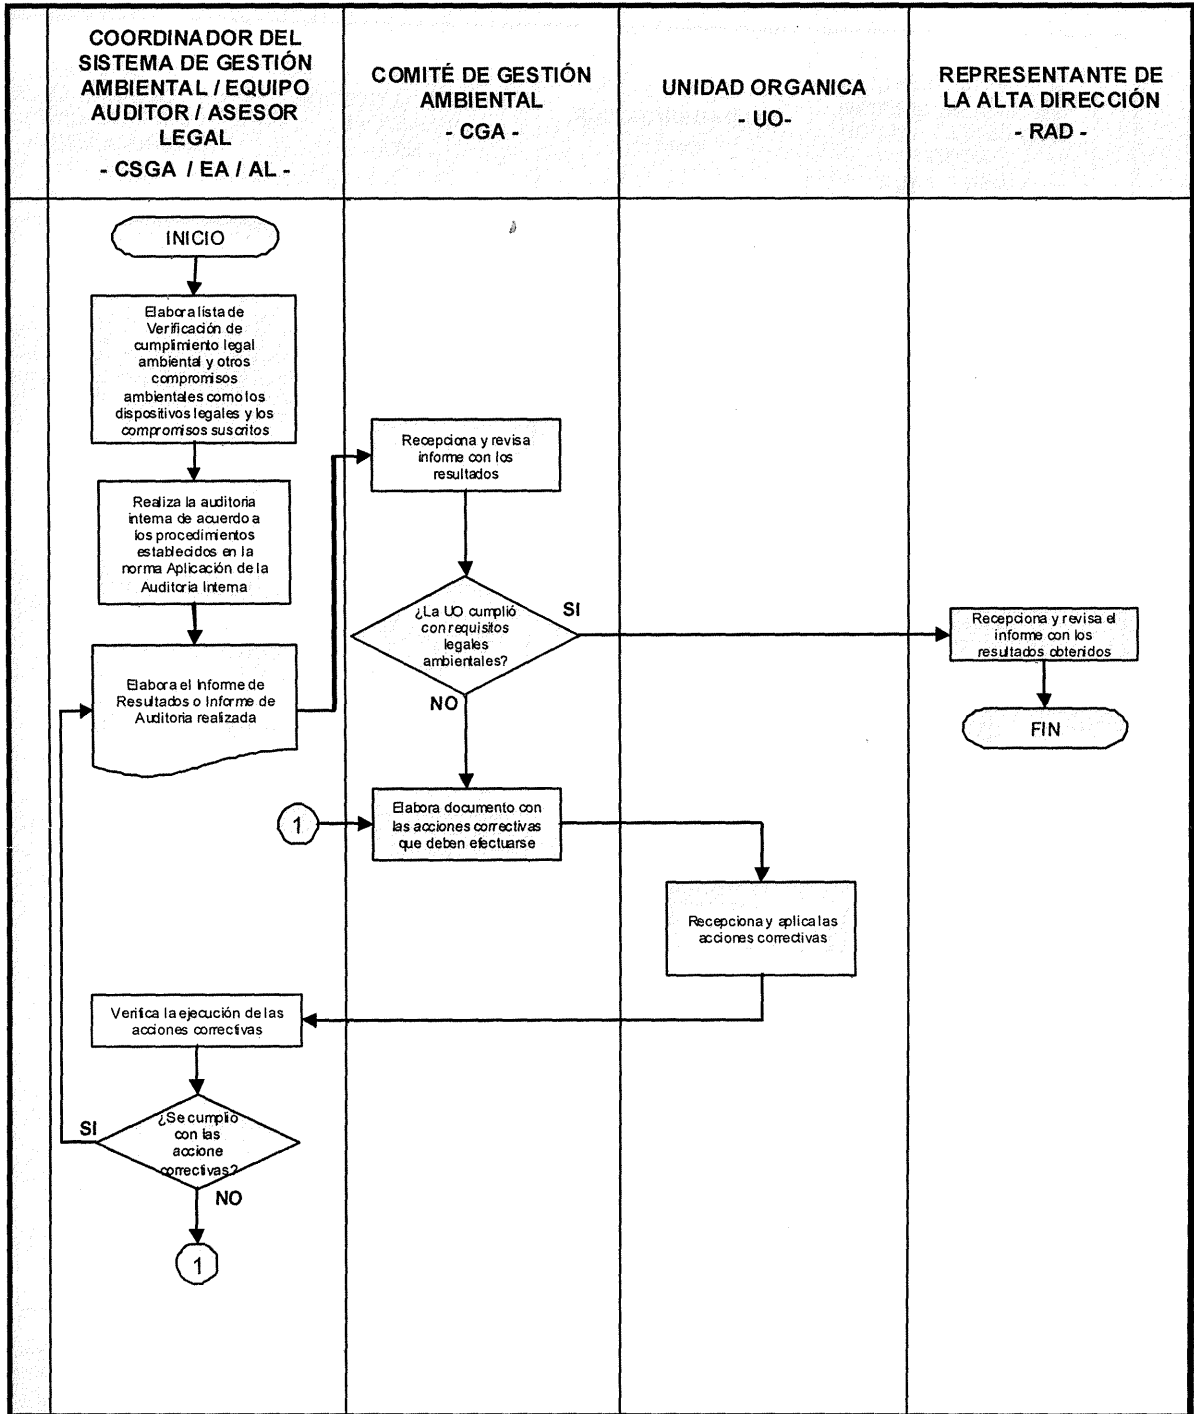 COORDINADOR DEL
SISTEMA DE GESTIÓN
AMBIENTAL / EQUIPO
AUDITOR / ASESOR
LEGAL
- CSGA / EA / AL -
COMITÉ DE GESTIÓN
AMBIENTAL
- CGA -
UNIDAD ORGANICA
- UO-
REPRESENTANTE DE
LA ALTA DIRECCIÓN
- RAD -
INICIO
Elabora lista de
Verificación de
cumplimiento legal
ambiental y otros
compromisos
ambientales como los
dispositivos legales y los
compromisos suscritos
Realiza la auditoria
interna de acuerdo a
los procedimientos
establecidos en la
norma Aplicación de la
Auditoria Interna
Elabora el Informe de
Resultados o Informe de
Auditoria realizada
Recepciona y revisa
informe con los
resultados
¿La UO cumplió
con requisitos
legales
ambientales?
SI
NO
Recepciona y revisa el
informe con los
resultados obtenidos
FIN
1
Elabora documento con
las acciones correctivas
que deben efectuarse
Recepciona y aplica las
acciones correctivas
Verifica la ejecución de las
acciones correctivas
¿Se cumplio
con las
accione
correctivas?
SI
NO
1